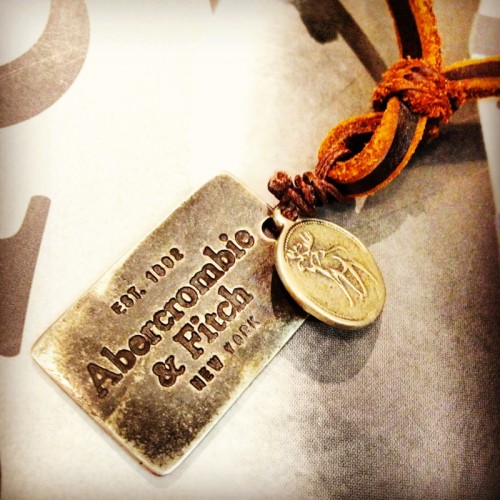 EST. 1892
Abercrombie
& Fitch
NEW YORK